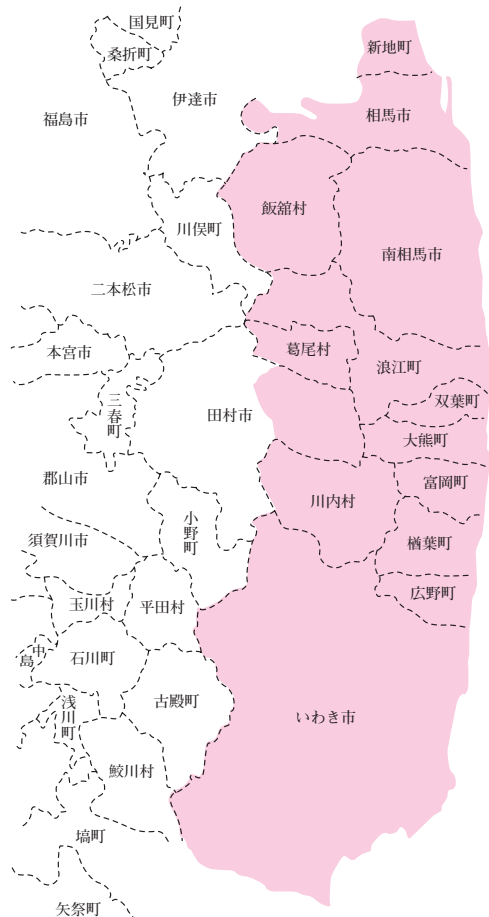 国見町
桑折町
新地町
伊達市
相馬市
福島市
飯舘村
川俣町
南相馬市
二本松市
本宮市
葛尾村
浪江町
双葉町
三春町
田村市
大熊町
郡山市
富岡町
川内村
小野町
須賀川市
楢葉町
広野町
玉川村
平田村
中島
石川町
古殿町
浅川町
いわき市
鮫川村
塙町
矢祭町